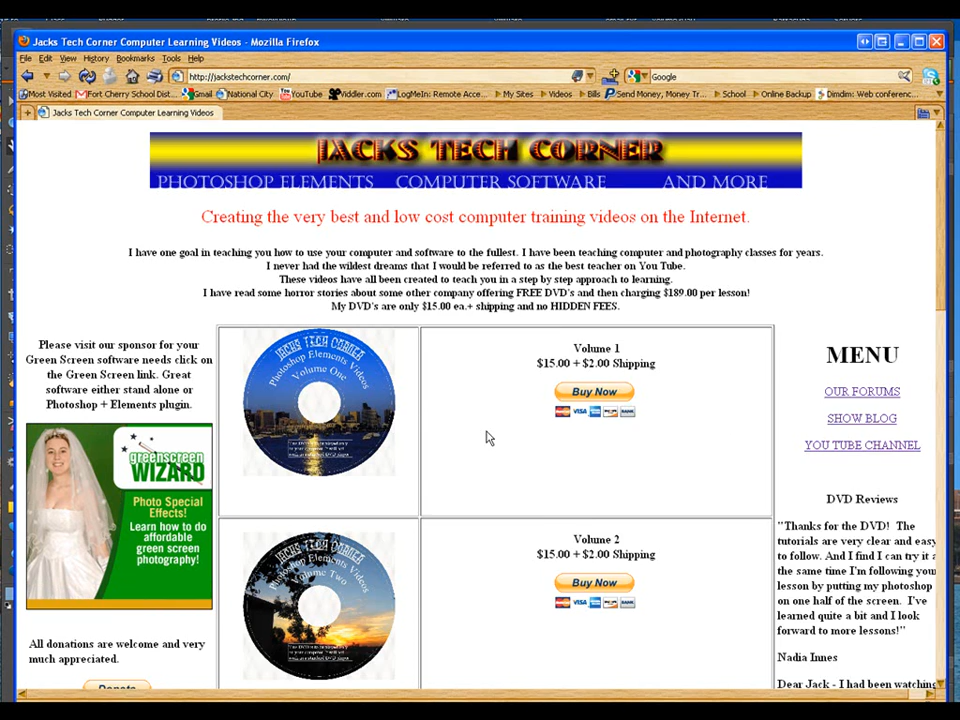 Jacks Tech Corner Computer Learning Videos - Mozilla Firefox
File Edit View History Bookmarks Tools Help
http://jackstechcorner.com/
Google
Most Visited Fort Cherry School Dist... Gmail National City YouTube Viddler.com LogMeIn: Remote Acce... My Sites Videos Bills Send Money, Money Tr... School Online Backup Dimdim: Web conferenc...
Jacks Tech Corner Computer Learning Videos
JACKS TECH CORNER
PHOTOSHOP ELEMENTS COMPUTER SOFTWARE AND MORE
Creating the very best and low cost computer training videos on the Internet.
I have one goal in teaching you how to use your computer and software to the fullest. I have been teaching computer and photography classes for years.
I never had the wildest dreams that I would be referred to as the best teacher on You Tube.
These videos have all been created to teach you in a step by step approach to learning.
I have read some horror stories about some other company offering FREE DVD's and then charging $189.00 per lesson!
My DVD's are only $15.00 ea.+ shipping and no HIDDEN FEES.
Please visit our sponsor for your
Green Screen software needs click on
the Green Screen link. Great
software either stand alone or
Photoshop + Elements plugin.
greenscreen
WIZARD
Photo Special
Effects!
Learn how to do
affordable
green screen
photography!
All donations are welcome and very
much appreciated.
Donate
JACKS TECH CORNER
Photoshop Elements Videos
Volume One
Volume 1
$15.00 + $2.00 Shipping
Buy Now
VISA
BANK
JACKS TECH CORNER
Photoshop Elements Videos
Volume Two
Volume 2
$15.00 + $2.00 Shipping
Buy Now
VISA
BANK
MENU
OUR FORUMS
SHOW BLOG
YOU TUBE CHANNEL
DVD Reviews
"Thanks for the DVD! The
tutorials are very clear and easy
to follow. And I find I can try it a
the same time I'm following your
lesson by putting my photoshop
on one half of the screen. I've
learned quite a bit and I look
forward to more lessons!"
Nadia Innes
Dear Jack - I had been watching